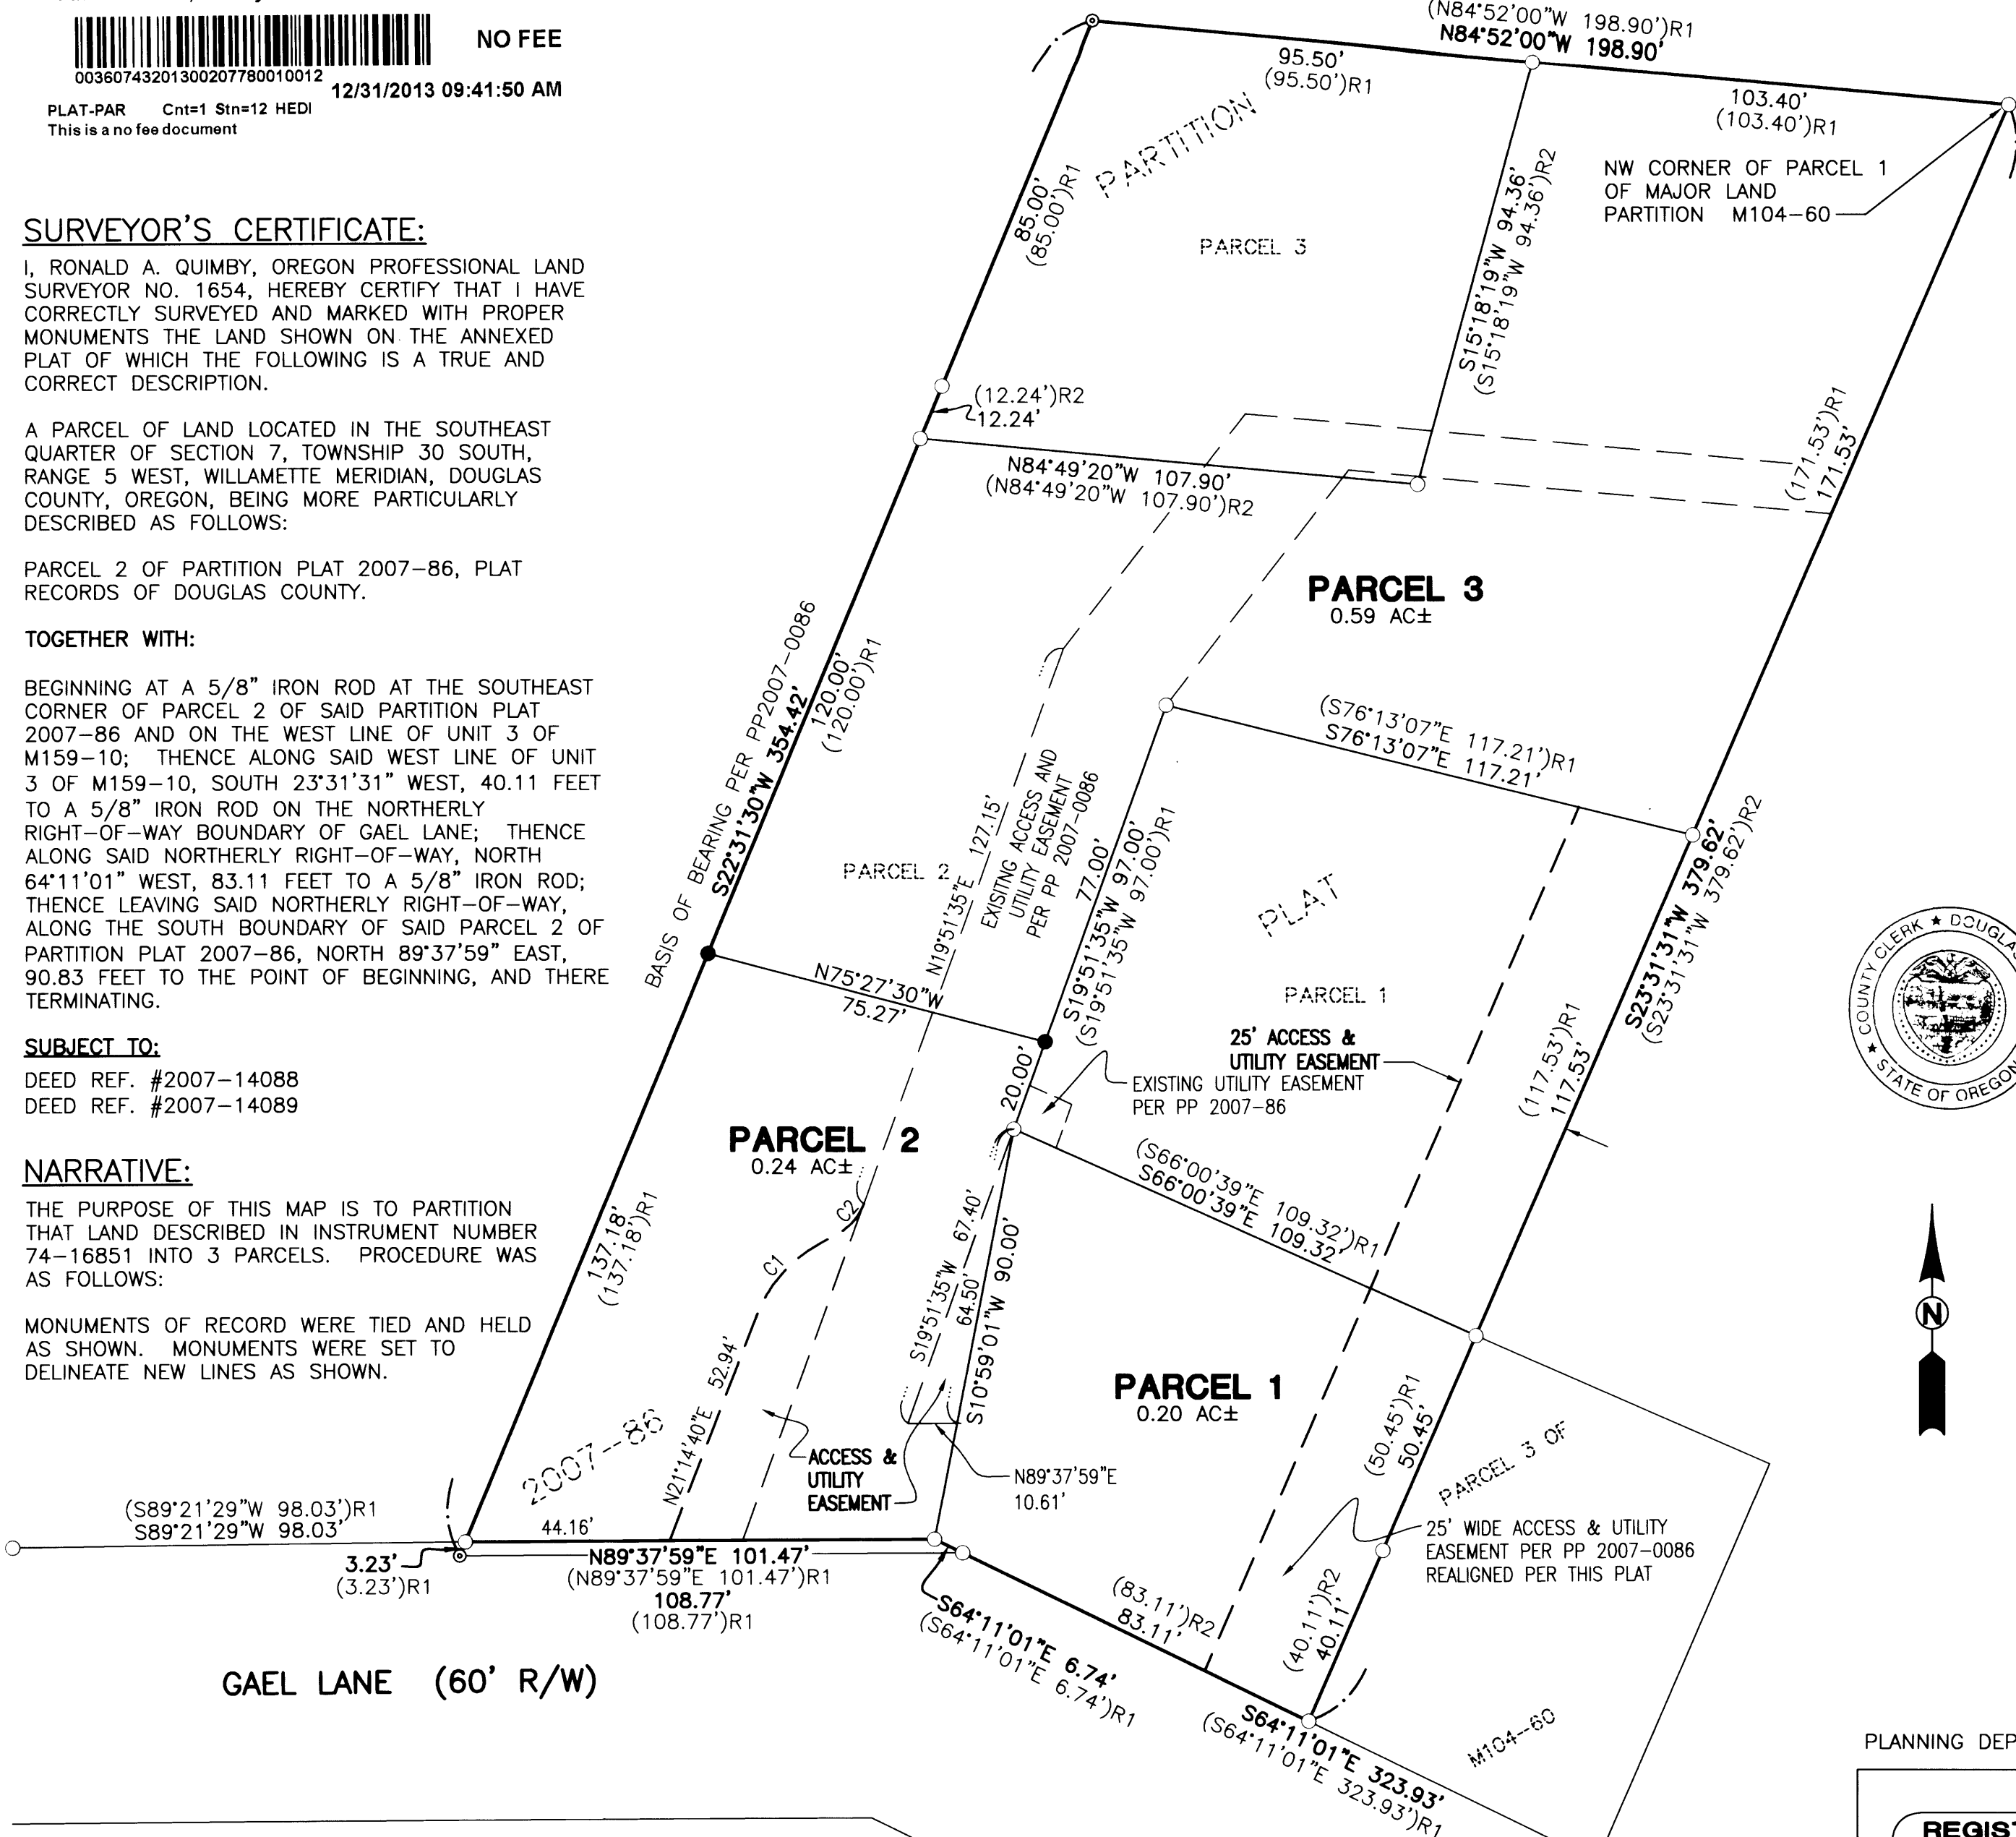 NO FEE
00360743201300207780010012
12/31/2013 09:41:50 AM
PLAT-PAR Cnt=1 Stn=12 HEDI
This is a no fee document
SURVEYOR'S CERTIFICATE:
I, RONALD A. QUIMBY, OREGON PROFESSIONAL LAND
SURVEYOR NO. 1654, HEREBY CERTIFY THAT I HAVE
CORRECTLY SURVEYED AND MARKED WITH PROPER
MONUMENTS THE LAND SHOWN ON THE ANNEXED
PLAT OF WHICH THE FOLLOWING IS A TRUE AND
CORRECT DESCRIPTION.
A PARCEL OF LAND LOCATED IN THE SOUTHEAST
QUARTER OF SECTION 7, TOWNSHIP 30 SOUTH,
RANGE 5 WEST, WILLAMETTE MERIDIAN, DOUGLAS
COUNTY, OREGON, BEING MORE PARTICULARLY
DESCRIBED AS FOLLOWS:
PARCEL 2 OF PARTITION PLAT 2007-86, PLAT
RECORDS OF DOUGLAS COUNTY.
TOGETHER WITH:
BEGINNING AT A 5/8" IRON ROD AT THE SOUTHEAST
CORNER OF PARCEL 2 OF SAID PARTITION PLAT
2007-86 AND ON THE WEST LINE OF UNIT 3 OF
M159-10; THENCE ALONG SAID WEST LINE OF UNIT
3 OF M159-10, SOUTH 23°31'31" WEST, 40.11 FEET
TO A 5/8" IRON ROD ON THE NORTHERLY
RIGHT-OF-WAY BOUNDARY OF GAEL LANE; THENCE
ALONG SAID NORTHERLY RIGHT-OF-WAY, NORTH
64°11'01" WEST, 83.11 FEET TO A 5/8" IRON ROD;
THENCE LEAVING SAID NORTHERLY RIGHT-OF-WAY,
ALONG THE SOUTH BOUNDARY OF SAID PARCEL 2 OF
PARTITION PLAT 2007-86, NORTH 89°37'59" EAST,
90.83 FEET TO THE POINT OF BEGINNING, AND THERE
TERMINATING.
SUBJECT TO:
DEED REF. #2007-14088
DEED REF. #2007-14089
NARRATIVE:
THE PURPOSE OF THIS MAP IS TO PARTITION
THAT LAND DESCRIBED IN INSTRUMENT NUMBER
74-16851 INTO 3 PARCELS. PROCEDURE WAS
AS FOLLOWS:
MONUMENTS OF RECORD WERE TIED AND HELD
AS SHOWN. MONUMENTS WERE SET TO
DELINEATE NEW LINES AS SHOWN.
(N84°52'00"W 198.90')R1
N84°52'00"W 198.90'
95.50'
(95.50')R1
103.40'
(103.40')R1
NW CORNER OF PARCEL 1
OF MAJOR LAND
PARTITION M104-60
PARTITION
85.00'
(85.00')R1
PARCEL 3
S15°18'19"W 94.36'
(S15°18'19"W 94.36')R2
(12.24')R2
12.24'
N84°49'20"W 107.90'
(N84°49'20"W 107.90')R2
(171.53')R1
171.53'
PARCEL 3
0.59 AC±
BASIS OF BEARING PER PP2007-0086
S22°31'30"W 354.42'
120.00'
(120.00')R1
(S76°13'07"E 117.21')R1
S76°13'07"E 117.21'
N19°51'35"E 127.15'
EXISITNG ACCESS AND
UTILITY EASEMENT
PER PP 2007-0086
77.00'
S19°51'35"W 97.00'
(S19°51'35"W 97.00')R1
PARCEL 2
PLAT
S23°31'31"W 379.62'
(S23°31'31"W 379.62')R2
COUNTY CLERK ★ DOUGLAS
★ STATE OF OREGON
N75°27'30"W
75.27'
PARCEL 1
25' ACCESS &
UTILITY EASEMENT
EXISTING UTILITY EASEMENT
PER PP 2007-86
20.00'
(117.53')R1
117.53'
PARCEL 2
0.24 AC±
(S66°00'39"E 109.32')R1
S66°00'39"E 109.32'
137.18'
(137.18')R1
C2
C1
S19°51'35"W 67.40'
64.50'
S10°59'01"W 90.00'
N
N21°14'40"E 52.94'
PARCEL 1
0.20 AC±
(50.45')R1
50.45'
PARCEL 3 OF
2007-86
ACCESS &
UTILITY
EASEMENT
N89°37'59"E
10.61'
(S89°21'29"W 98.03')R1
S89°21'29"W 98.03'
44.16'
3.23'
(3.23')R1
N89°37'59"E 101.47'
(N89°37'59"E 101.47')R1
108.77'
(108.77')R1
25' WIDE ACCESS & UTILITY
EASEMENT PER PP 2007-0086
REALIGNED PER THIS PLAT
(83.11')R2
83.11'
(40.11')R2
40.11'
S64°11'01"E 6.74'
(S64°11'01"E 6.74')R1
GAEL LANE (60' R/W)
S64°11'01"E 323.93'
(S64°11'01"E 323.93')R1
M104-60
PLANNING DEP
REGIST